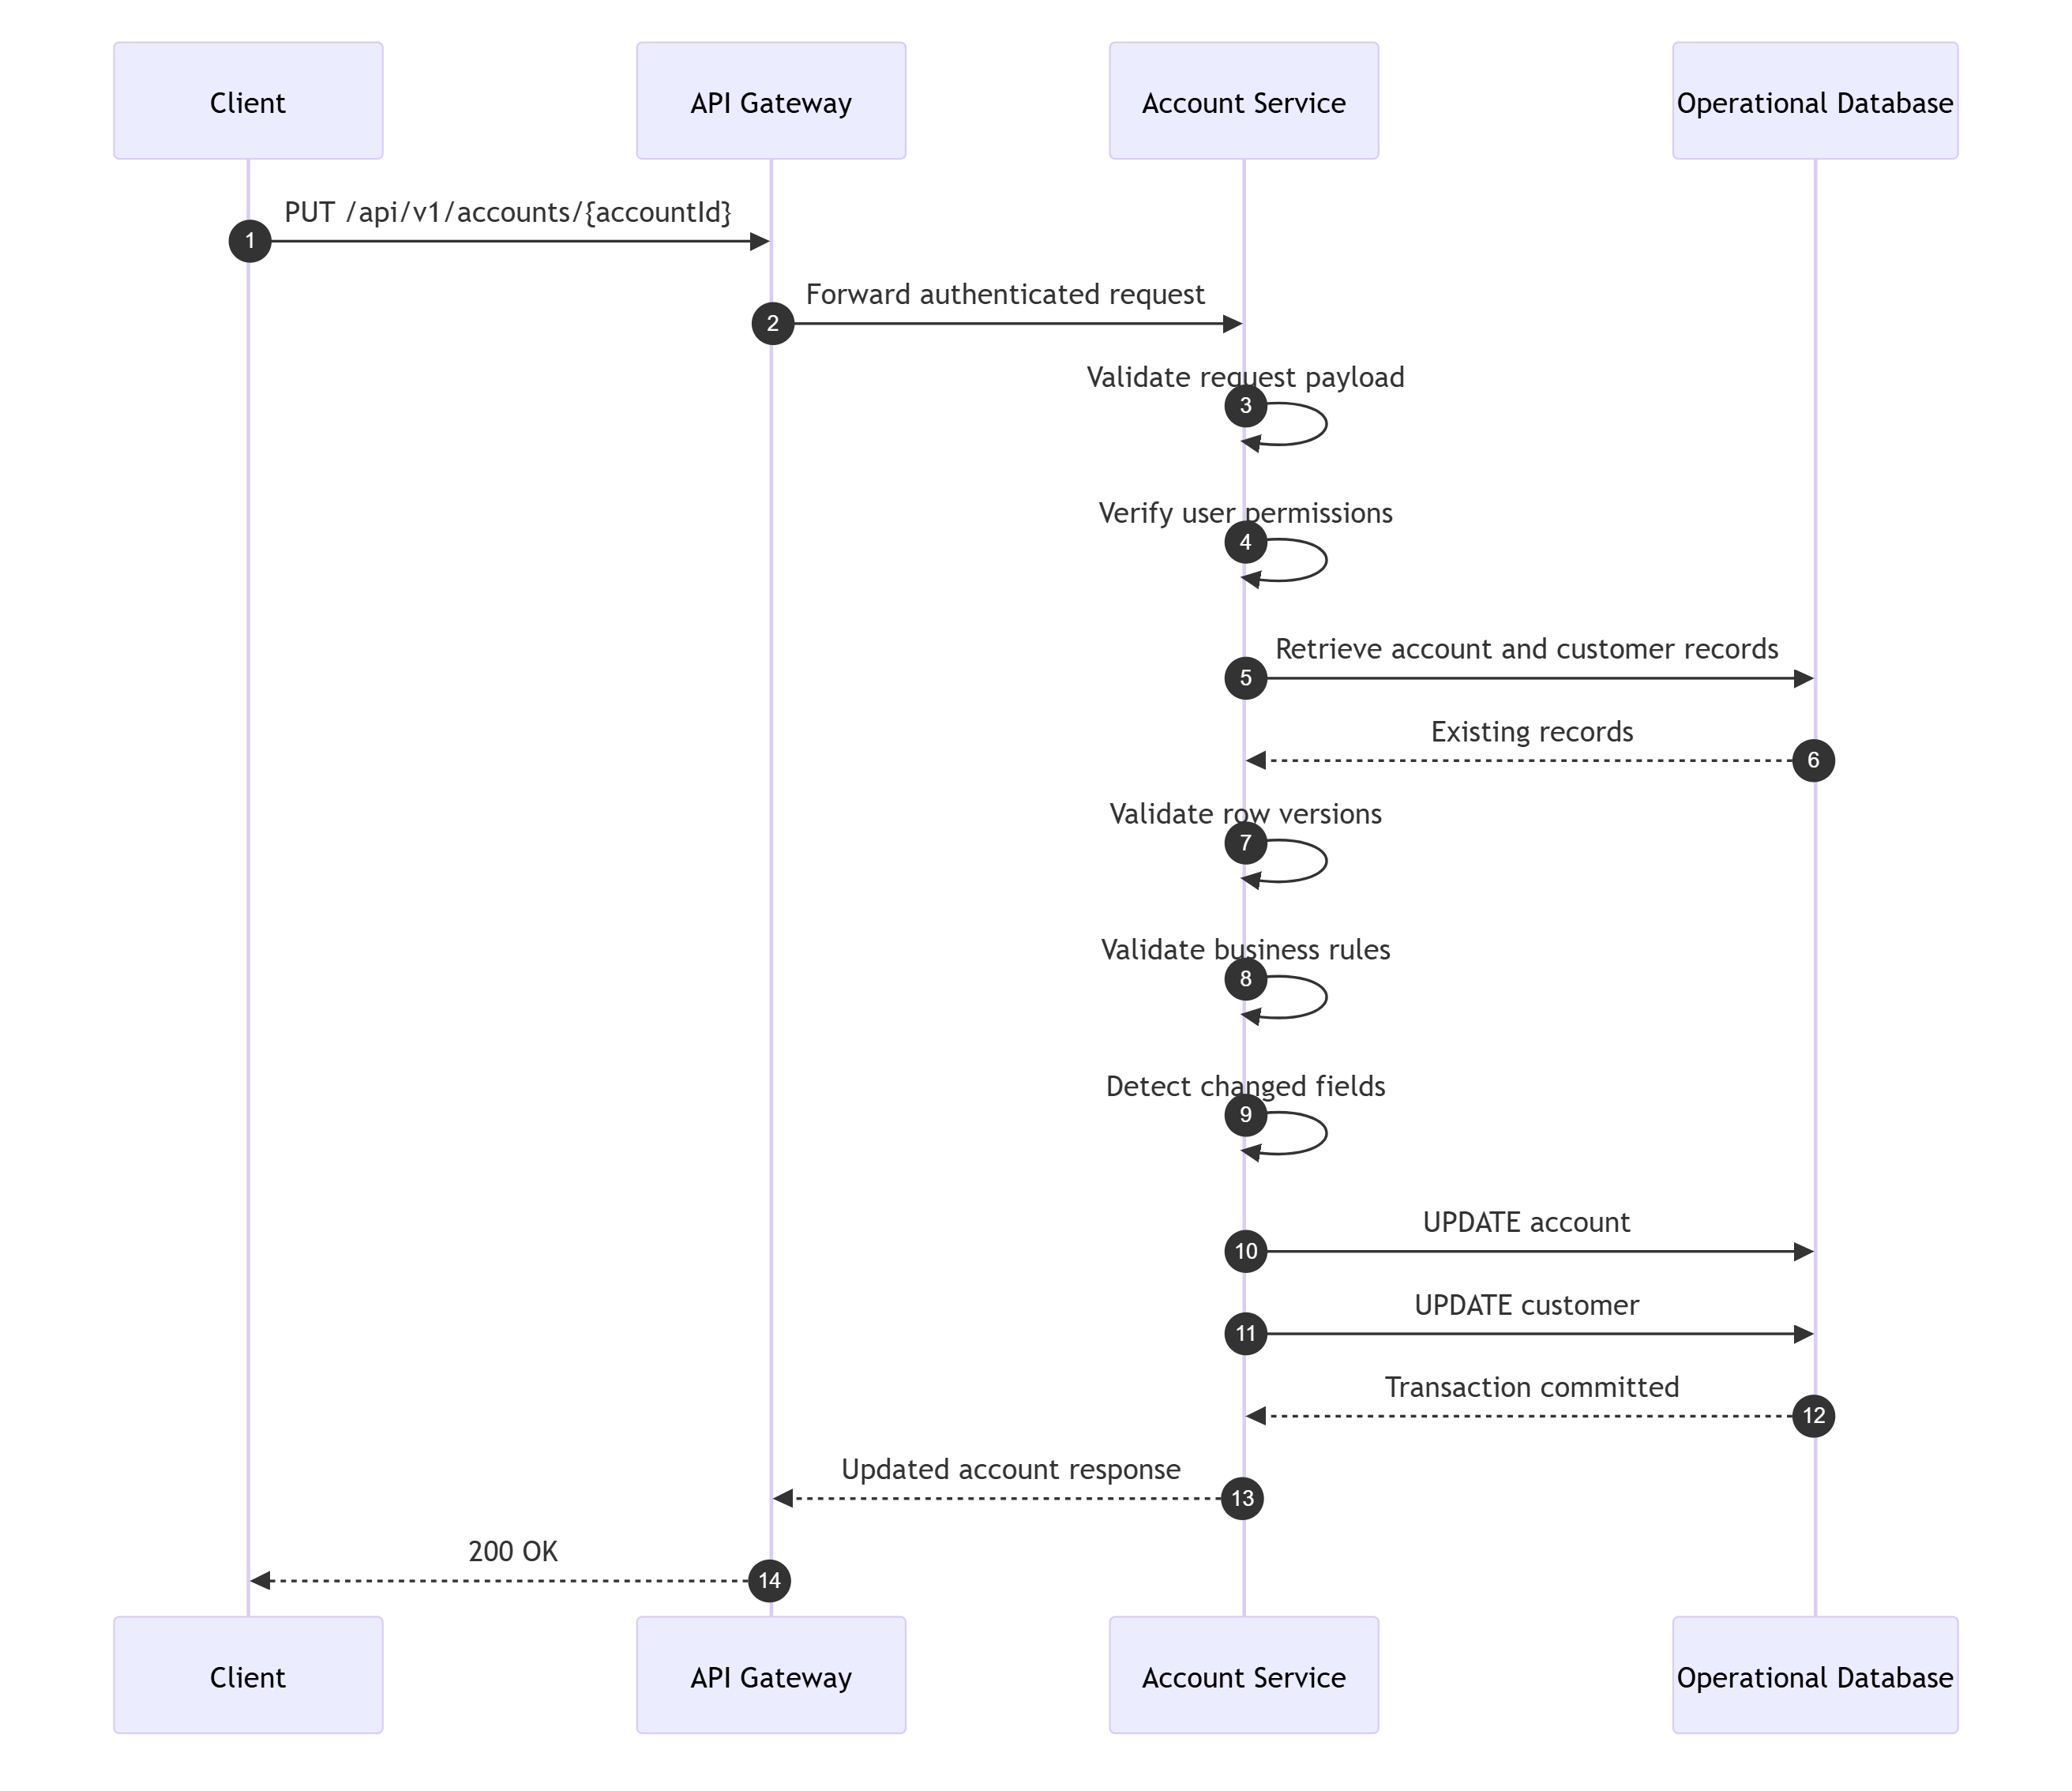 Client
API Gateway
Account Service
Operational Database
PUT /api/v1/accounts/{accountId}
1
Forward authenticated request
2
Validate request payload
3
Verify user permissions
4
Retrieve account and customer records
5
Existing records
6
Validate row versions
7
Validate business rules
8
Detect changed fields
9
UPDATE account
10
UPDATE customer
11
Transaction committed
12
Updated account response
13
200 OK
14
Client
API Gateway
Account Service
Operational Database